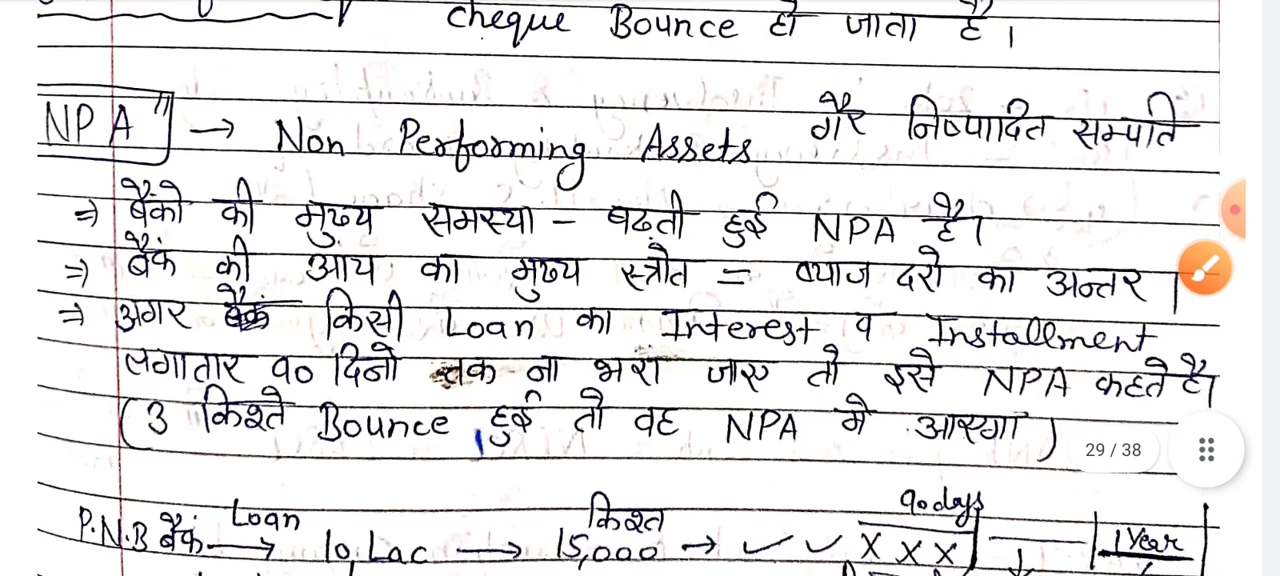 cheque Bounce हो जाता है।
NPA" → Non Performing Assets गैर निष्पादित सम्पति
⇒ बैंको की मुख्य समस्या - बढ़ती हुई NPA है।
⇒ बैंक की आय का मुख्य स्त्रौत = ब्याज दरो का अन्तर।
⇒ अगर किसी Loan का Interest व Installment
लगातार 90 दिनो तक ना भरा जाए तो इसे NPA कहते है।
(3 किश्ते Bounce हुई तो वह NPA मे आएगा)
29 / 38
P.N.B बैंक Loan → 10 Lac → किश्त 15,000 → ✓ ✓ X X X 90 days 1 Year